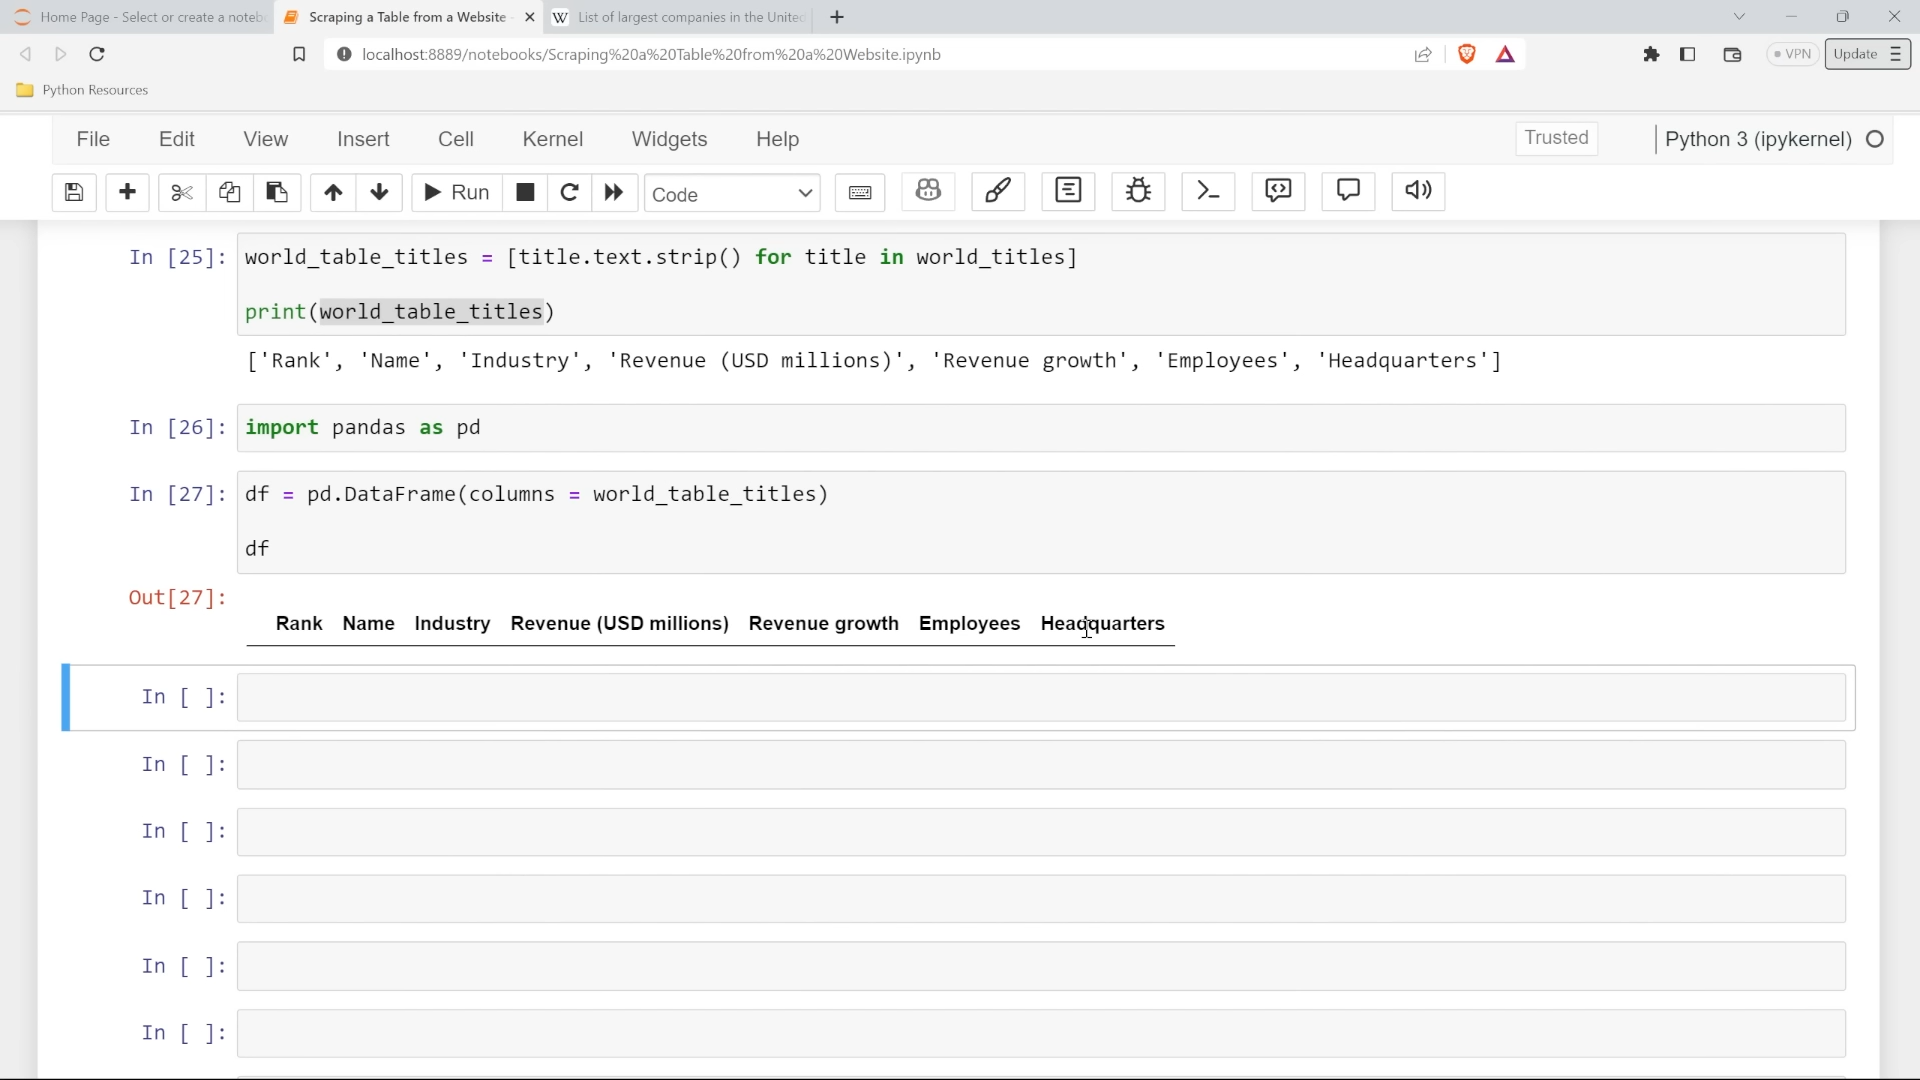 Home Page - Select or create a noteb
Scraping a Table from a Website -
W List of largest companies in the United
localhost:8889/notebooks/Scraping%20a%20Table%20from%20a%20Website.ipynb
VPN
Update
Python Resources
File Edit View Insert Cell Kernel Widgets Help
Trusted
Python 3 (ipykernel)
Run
Code
In [25]: world_table_titles = [title.text.strip() for title in world_titles]
print(world_table_titles)
['Rank', 'Name', 'Industry', 'Revenue (USD millions)', 'Revenue growth', 'Employees', 'Headquarters']
In [26]: import pandas as pd
In [27]: df = pd.DataFrame(columns = world_table_titles)
df
Out[27]:
Rank Name Industry Revenue (USD millions) Revenue growth Employees Headquarters
In [ ]:
In [ ]:
In [ ]:
In [ ]:
In [ ]:
In [ ]: